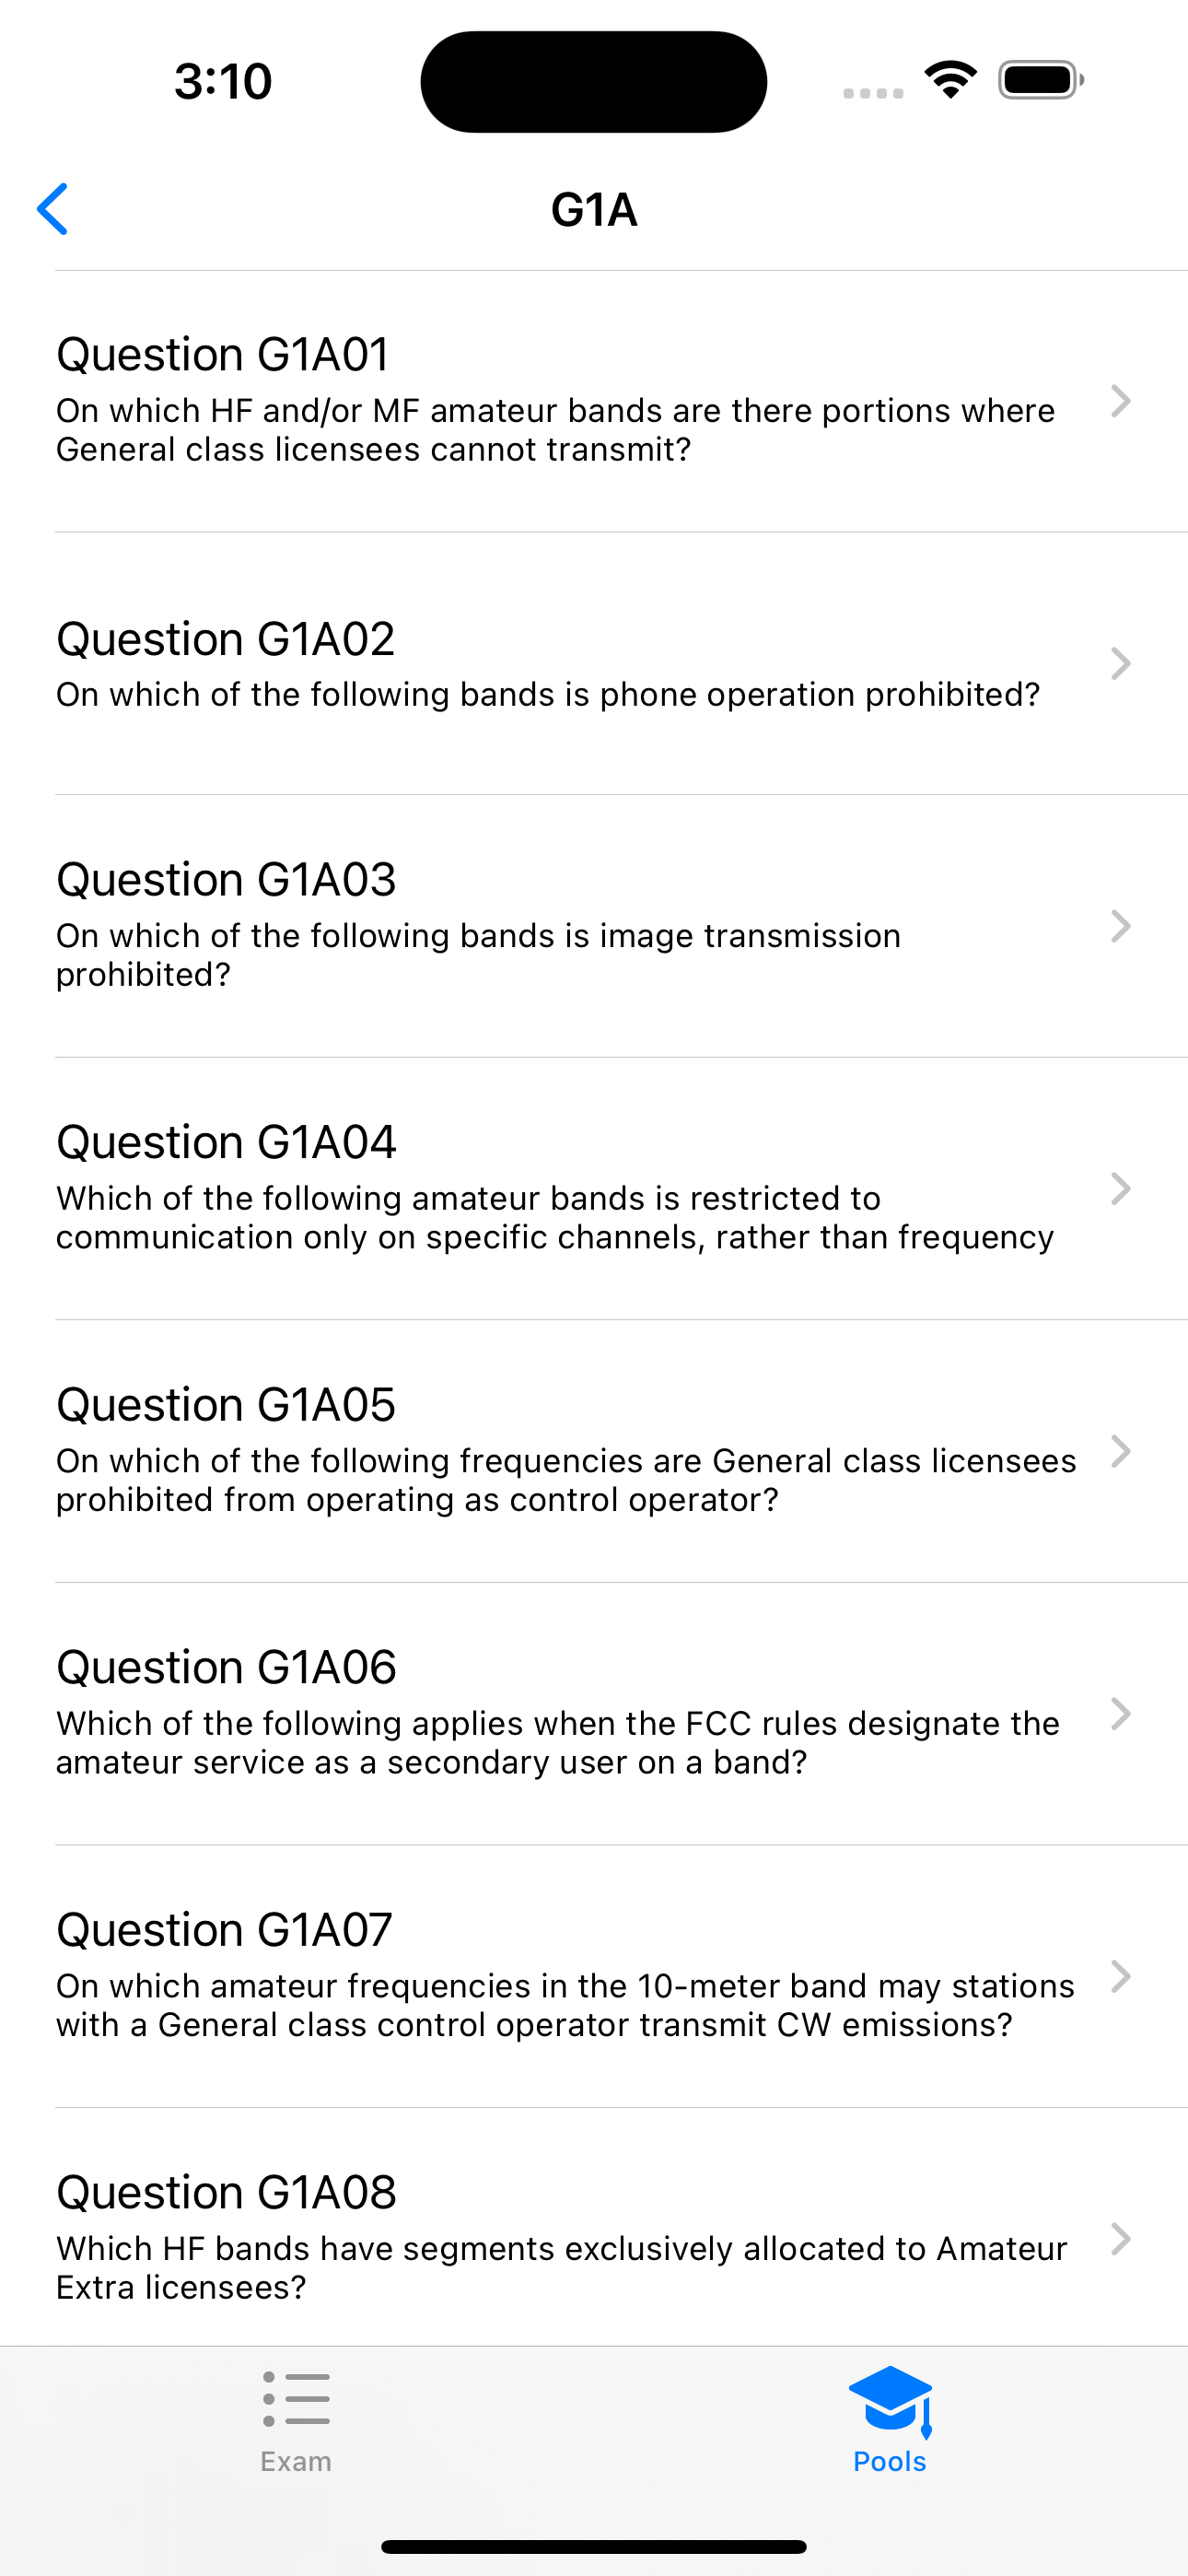 3:10
G1A
Question G1A01
On which HF and/or MF amateur bands are there portions where
General class licensees cannot transmit?
Question G1A02
On which of the following bands is phone operation prohibited?
Question G1A03
On which of the following bands is image transmission
prohibited?
Question G1A04
Which of the following amateur bands is restricted to
communication only on specific channels, rather than frequency
Question G1A05
On which of the following frequencies are General class licensees
prohibited from operating as control operator?
Question G1A06
Which of the following applies when the FCC rules designate the
amateur service as a secondary user on a band?
Question G1A07
On which amateur frequencies in the 10-meter band may stations
with a General class control operator transmit CW emissions?
Question G1A08
Which HF bands have segments exclusively allocated to Amateur
Extra licensees?
Exam
Pools